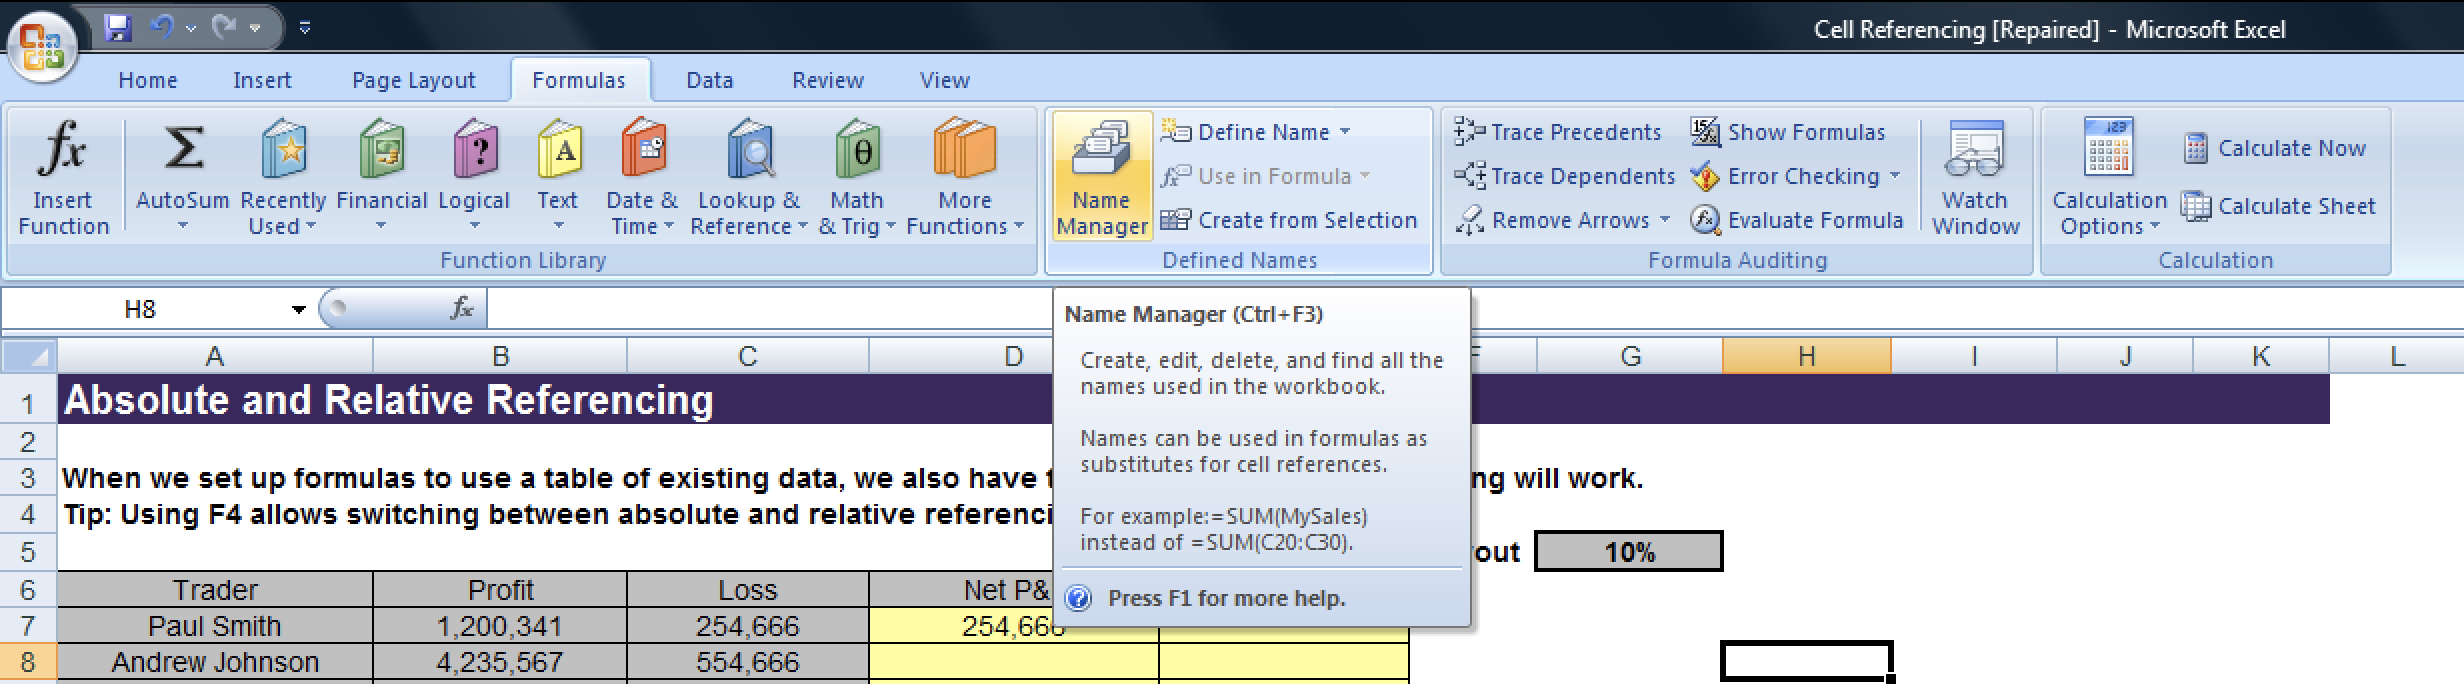 Cell Referencing [Repaired] - Microsoft Excel
Home Insert Page Layout Formulas Data Review View
fx Insert Function
Σ AutoSum
Recently Used
Financial
? Logical
A Text
Date & Time
Lookup & Reference
θ Math & Trig
More Functions
Function Library
Name Manager
Define Name
fx Use in Formula
Create from Selection
Defined Names
Trace Precedents
Trace Dependents
Remove Arrows
Show Formulas
Error Checking
fx Evaluate Formula
Watch Window
Formula Auditing
123 Calculation Options
Calculate Now
Calculate Sheet
Calculation
H8 fx
Name Manager (Ctrl+F3)
Create, edit, delete, and find all the
names used in the workbook.
Names can be used in formulas as
substitutes for cell references.
For example:=SUM(MySales)
instead of =SUM(C20:C30).
Press F1 for more help.
A B C D F G H I J K L
1 Absolute and Relative Referencing
2
3 When we set up formulas to use a table of existing data, we also have t ng will work.
4 Tip: Using F4 allows switching between absolute and relative referenci
5 out 10%
6 Trader Profit Loss Net P&
7 Paul Smith 1,200,341 254,666 254,666
8 Andrew Johnson 4,235,567 554,666